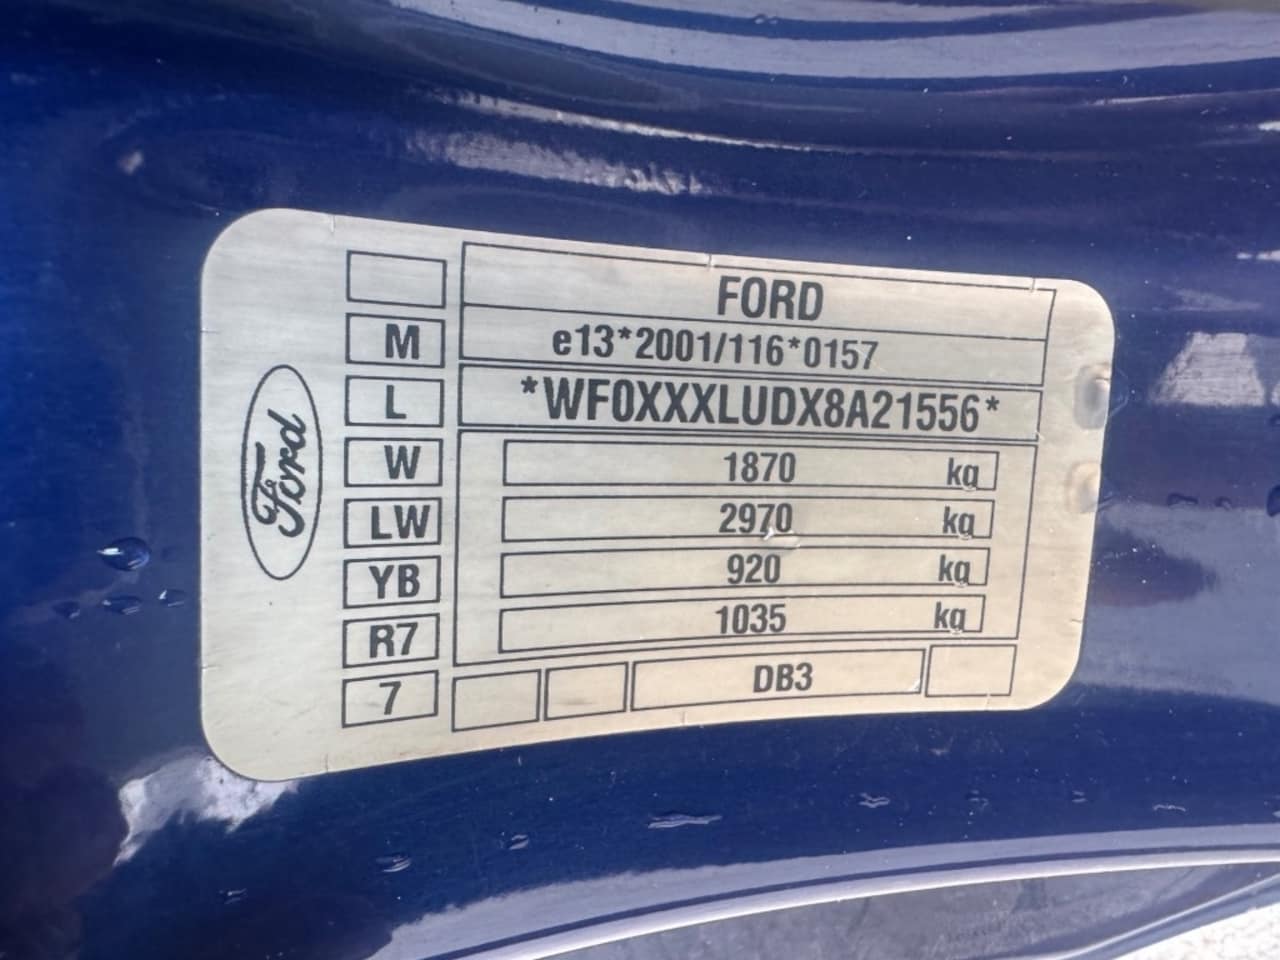 FORD
M e13*2001/116*0157
L *WF0XXXLUDX8A21556*
W 1870 kg
LW 2970 kg
YB 920 kg
R7 1035 kg
7 DB3
Ford